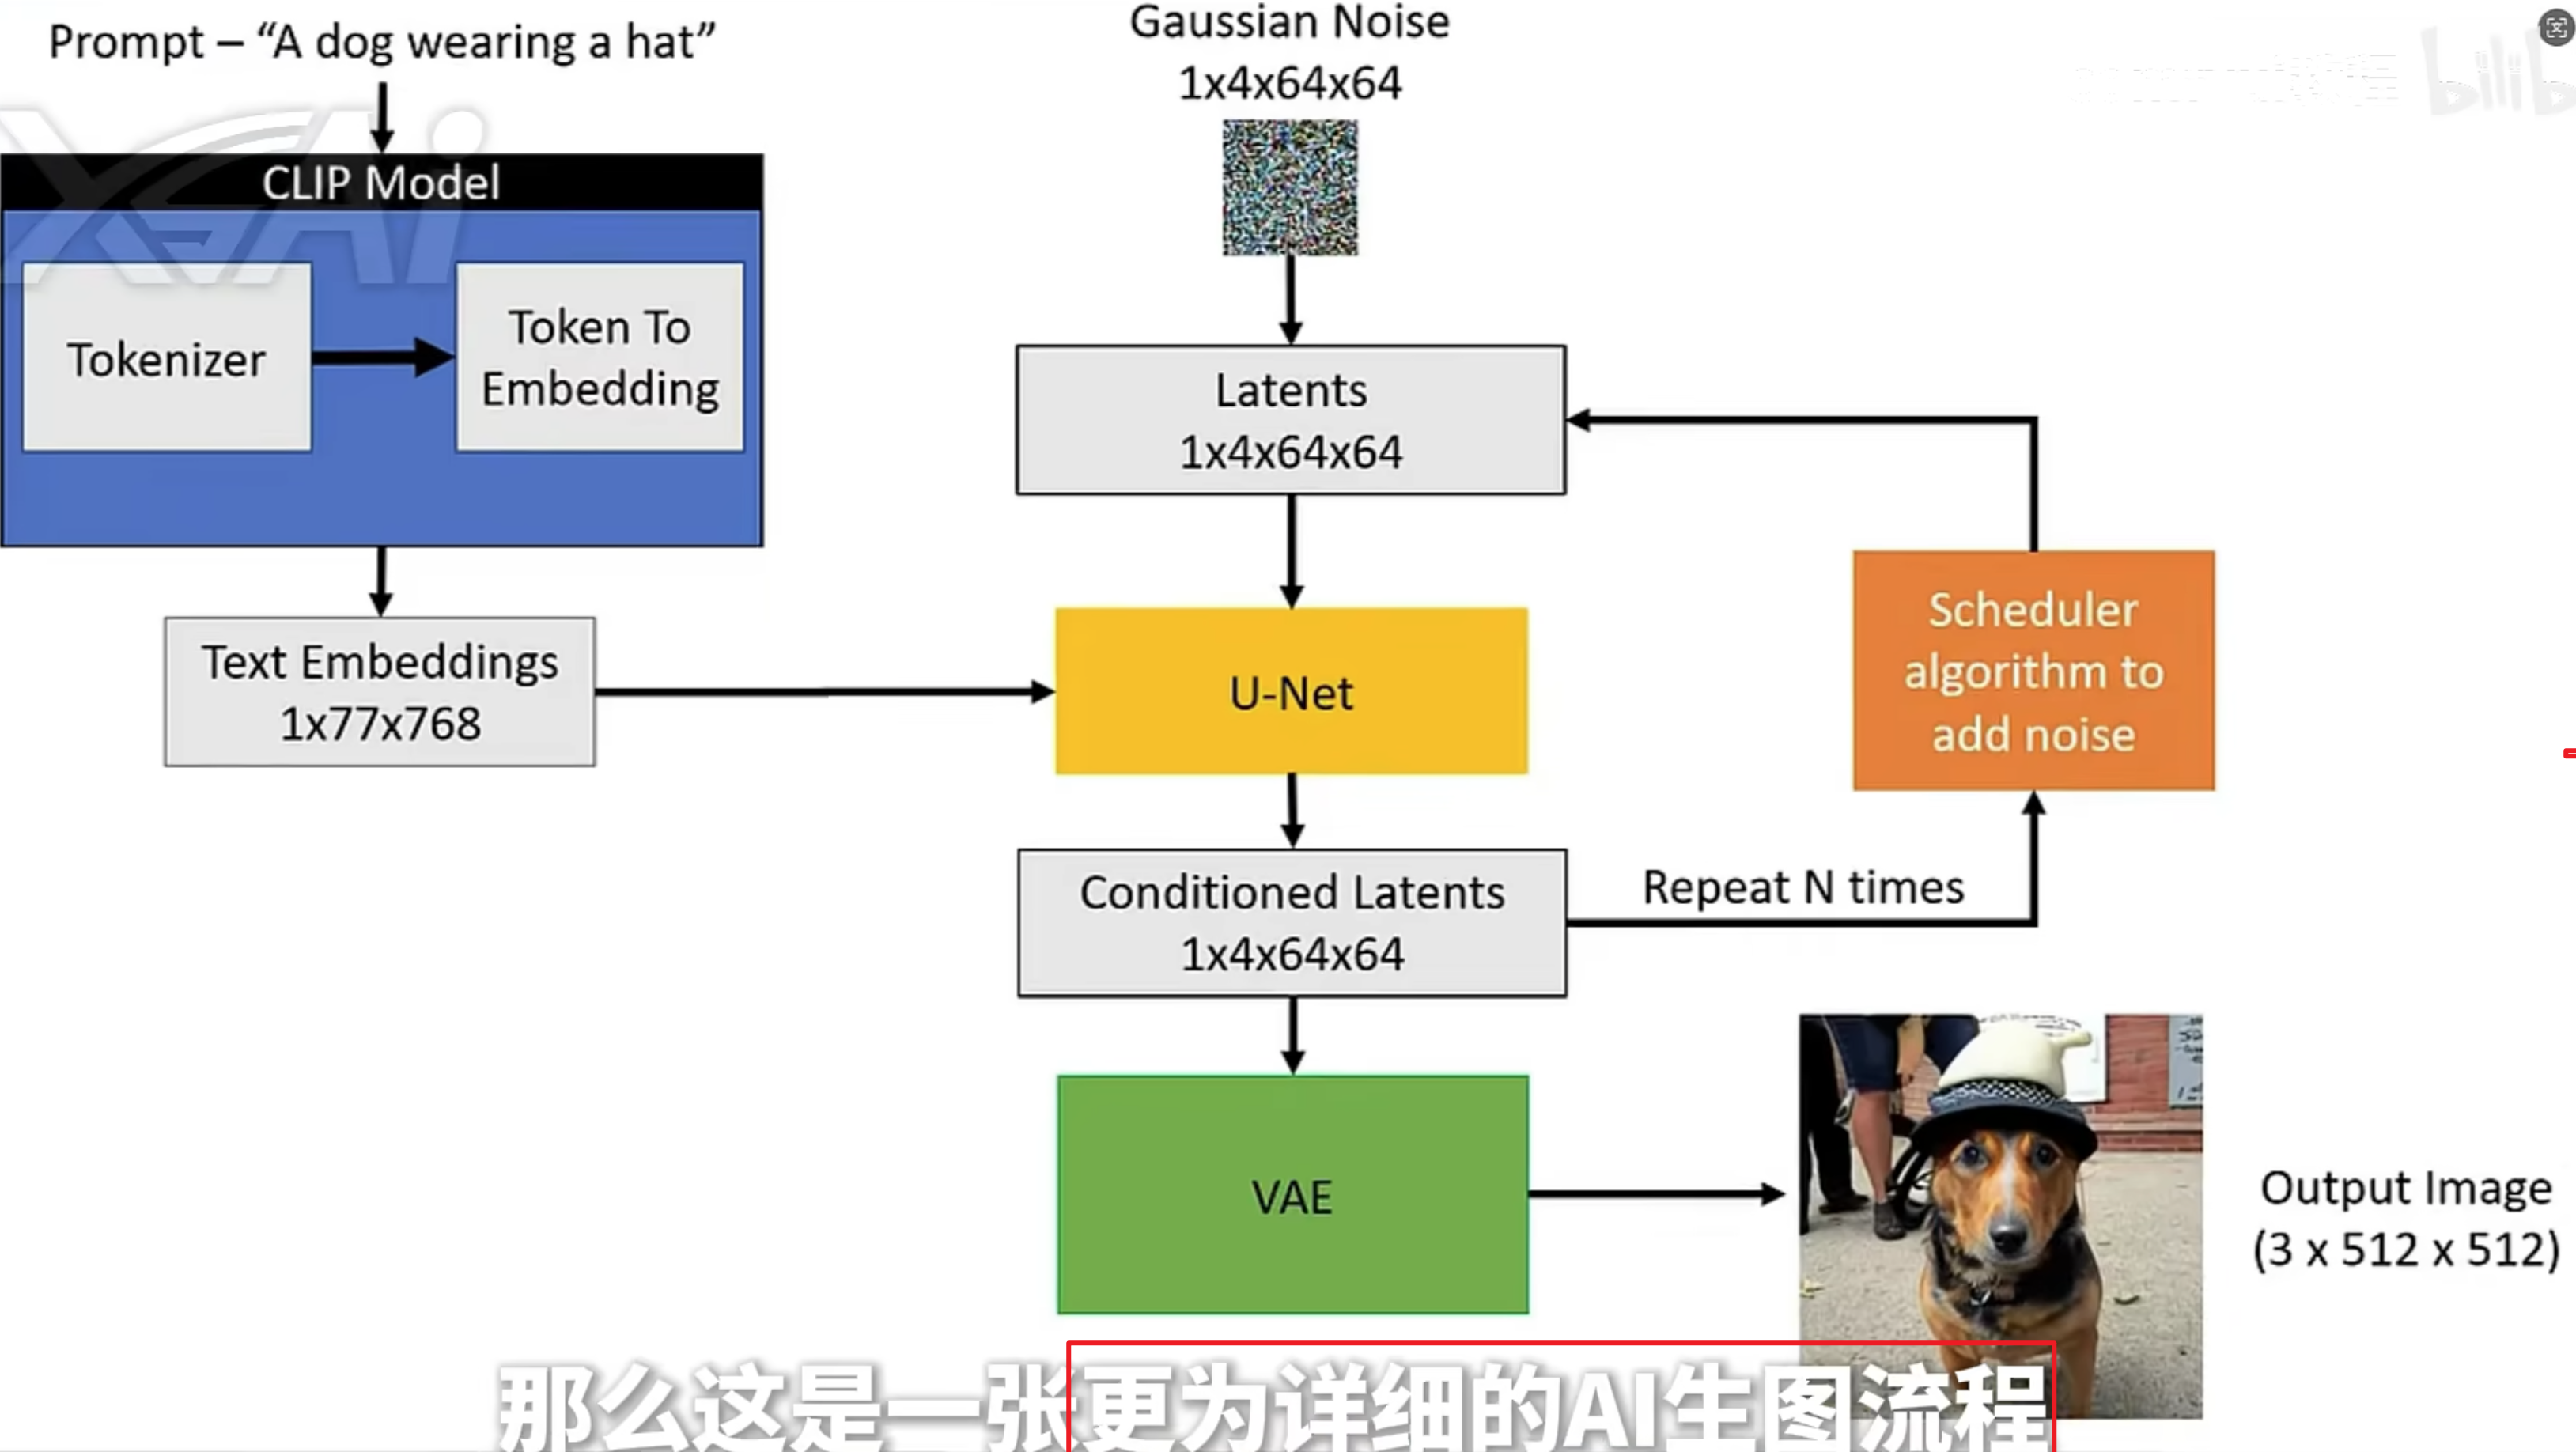 Prompt – “A dog wearing a hat”
CLIP Model
Tokenizer
Token To
Embedding
Text Embeddings
1x77x768
Gaussian Noise
1x4x64x64
Latents
1x4x64x64
U-Net
Conditioned Latents
1x4x64x64
Repeat N times
Scheduler
algorithm to
add noise
VAE
Output Image
(3 x 512 x 512)
那么这是一张更为详细的AI生图流程
XAi
bilib